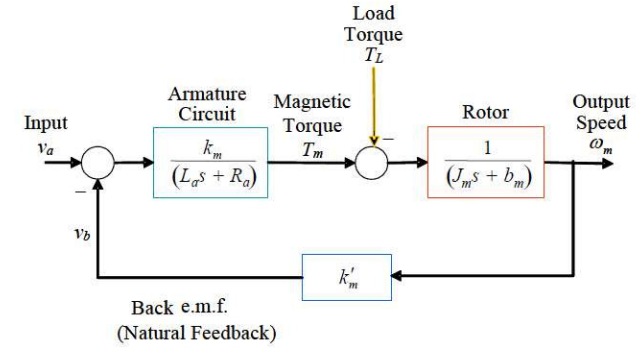 Load
Torque
T_L
Armature
Circuit
Magnetic
Torque
T_m
Rotor
Output
Speed
ω_m
Input
v_a
k_m
(L_a s + R_a)
1
(J_m s + b_m)
−
−
v_b
k′_m
Back e.m.f.
(Natural Feedback)